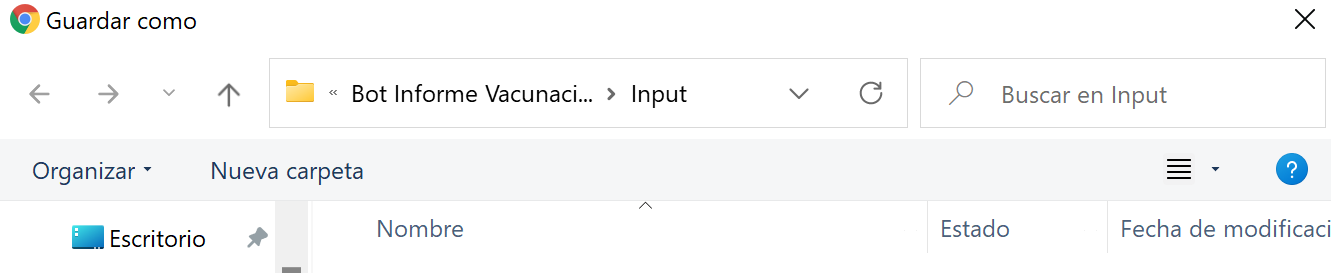 Guardar como
« Bot Informe Vacunaci... > Input
Buscar en Input
Organizar
Nueva carpeta
?
Escritorio
Nombre
Estado
Fecha de modificaci